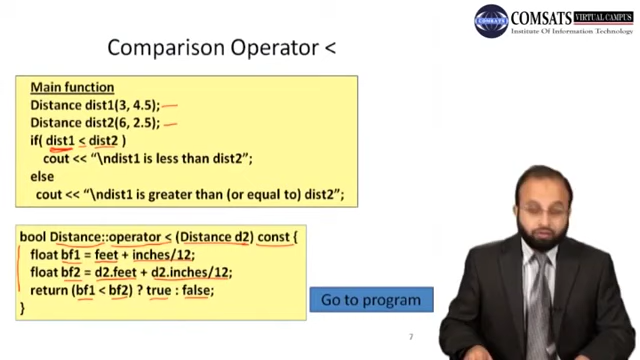 COMSATS
COMSATS VIRTUAL CAMPUS
Institute Of Information Technology
Comparison Operator <
Main function
Distance dist1(3, 4.5);
Distance dist2(6, 2.5);
if( dist1 < dist2 )
cout << “\ndist1 is less than dist2”;
else
cout << “\ndist1 is greater than (or equal to) dist2”;
bool Distance::operator < (Distance d2) const {
float bf1 = feet + inches/12;
float bf2 = d2.feet + d2.inches/12;
return (bf1 < bf2) ? true : false;
}
Go to program
7